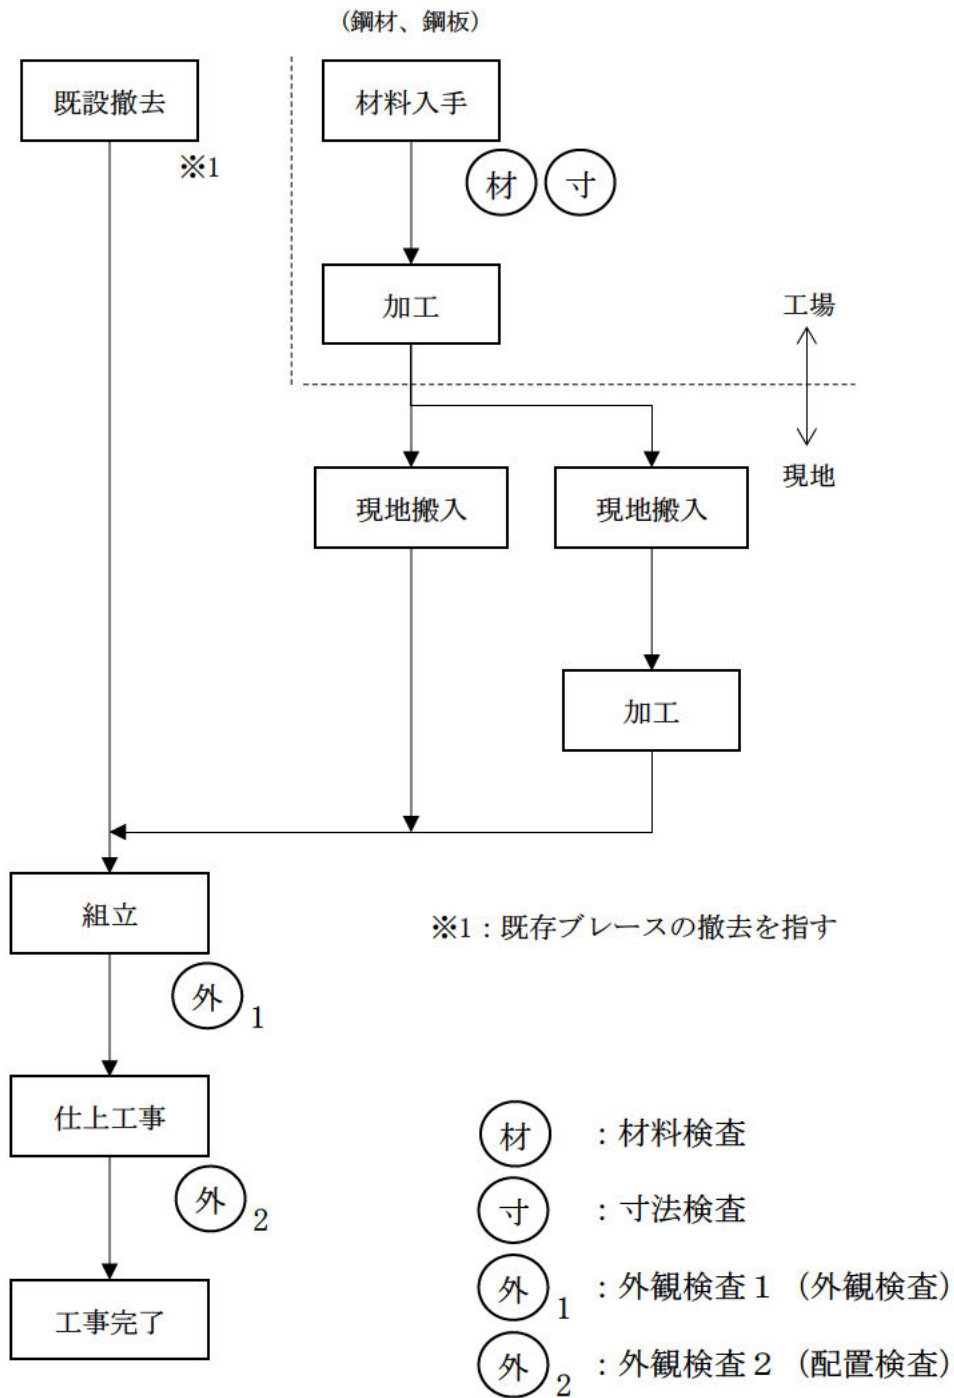 (鋼材、鋼板)
既設撤去
※1
材料入手
材 寸
加工
工場
現地
現地搬入
現地搬入
加工
組立
※1：既存ブレースの撤去を指す
外1
仕上工事
外2
工事完了
材：材料検査
寸：寸法検査
外1：外観検査１（外観検査）
外2：外観検査２（配置検査）